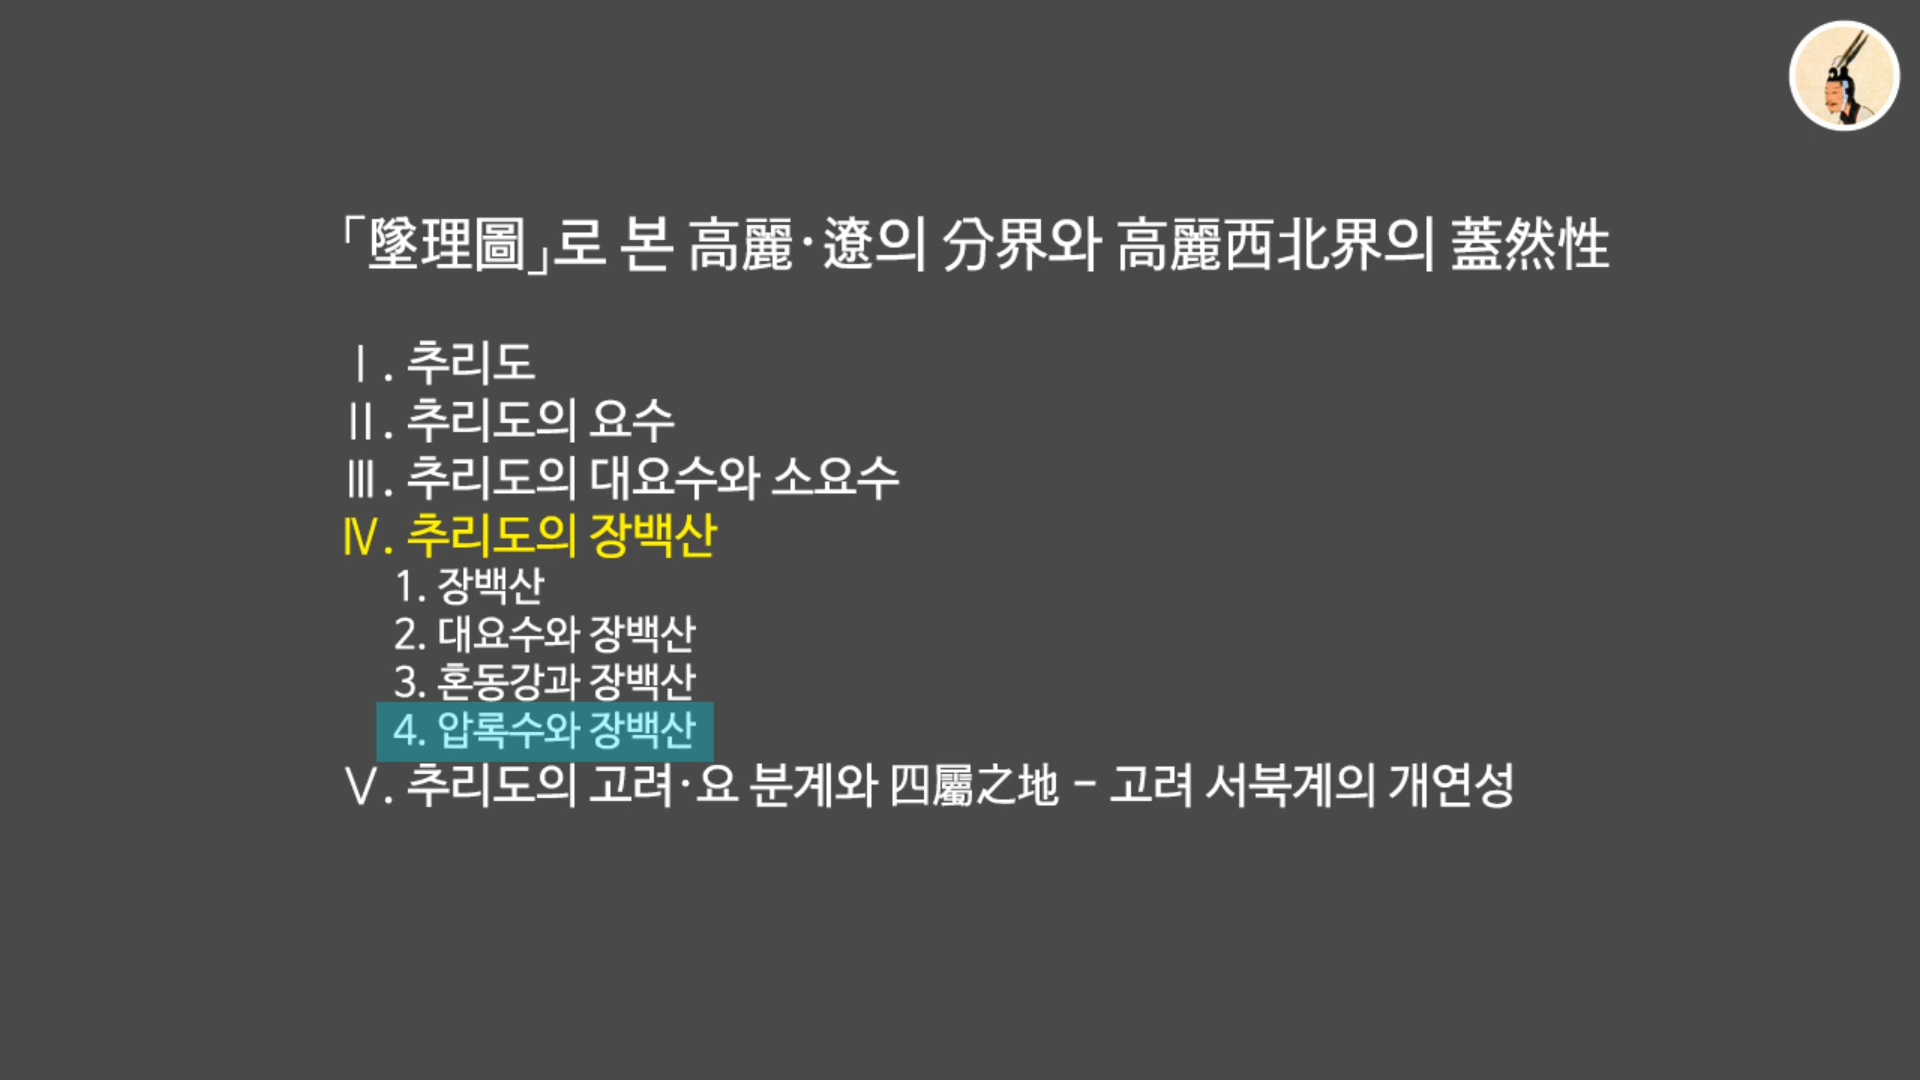 「墜理圖」로 본 高麗·遼의 分界와 高麗西北界의 蓋然性
Ⅰ. 추리도
Ⅱ. 추리도의 요수
Ⅲ. 추리도의 대요수와 소요수
Ⅳ. 추리도의 장백산
1. 장백산
2. 대요수와 장백산
3. 혼동강과 장백산
4. 압록수와 장백산
Ⅴ. 추리도의 고려·요 분계와 四屬之地 - 고려 서북계의 개연성